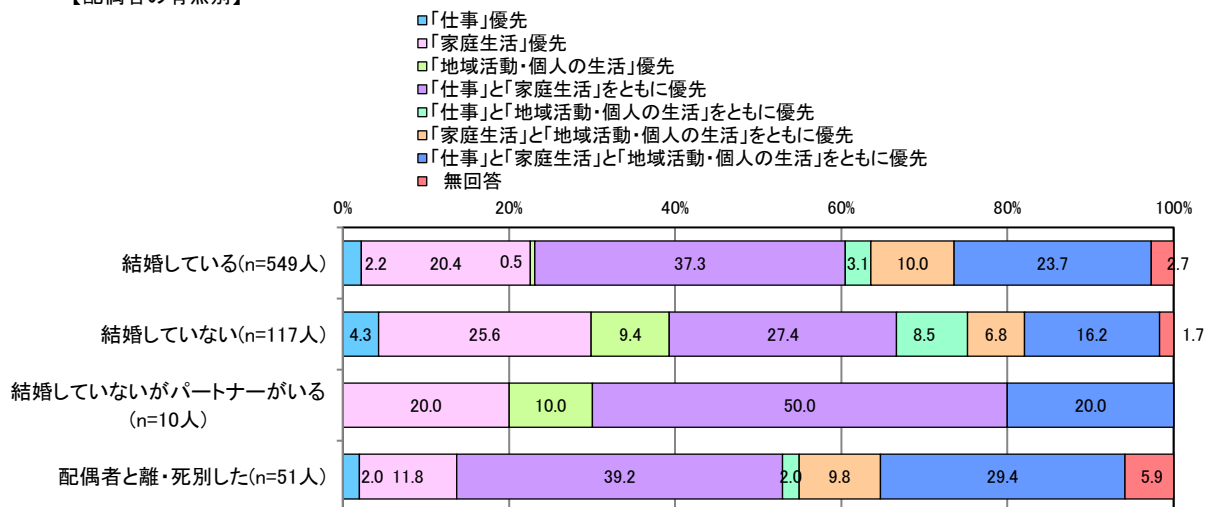 【配偶者の有無別】
「仕事」優先
「家庭生活」優先
「地域活動・個人の生活」優先
「仕事」と「家庭生活」をともに優先
「仕事」と「地域活動・個人の生活」をともに優先
「家庭生活」と「地域活動・個人の生活」をともに優先
「仕事」と「家庭生活」と「地域活動・個人の生活」をともに優先
無回答
0% 20% 40% 60% 80% 100%
結婚している(n=549人) 2.2 20.4 0.5 37.3 3.1 10.0 23.7 2.7
結婚していない(n=117人) 4.3 25.6 9.4 27.4 8.5 6.8 16.2 1.7
結婚していないがパートナーがいる
(n=10人) 20.0 10.0 50.0 20.0
配偶者と離・死別した(n=51人) 2.0 11.8 39.2 2.0 9.8 29.4 5.9